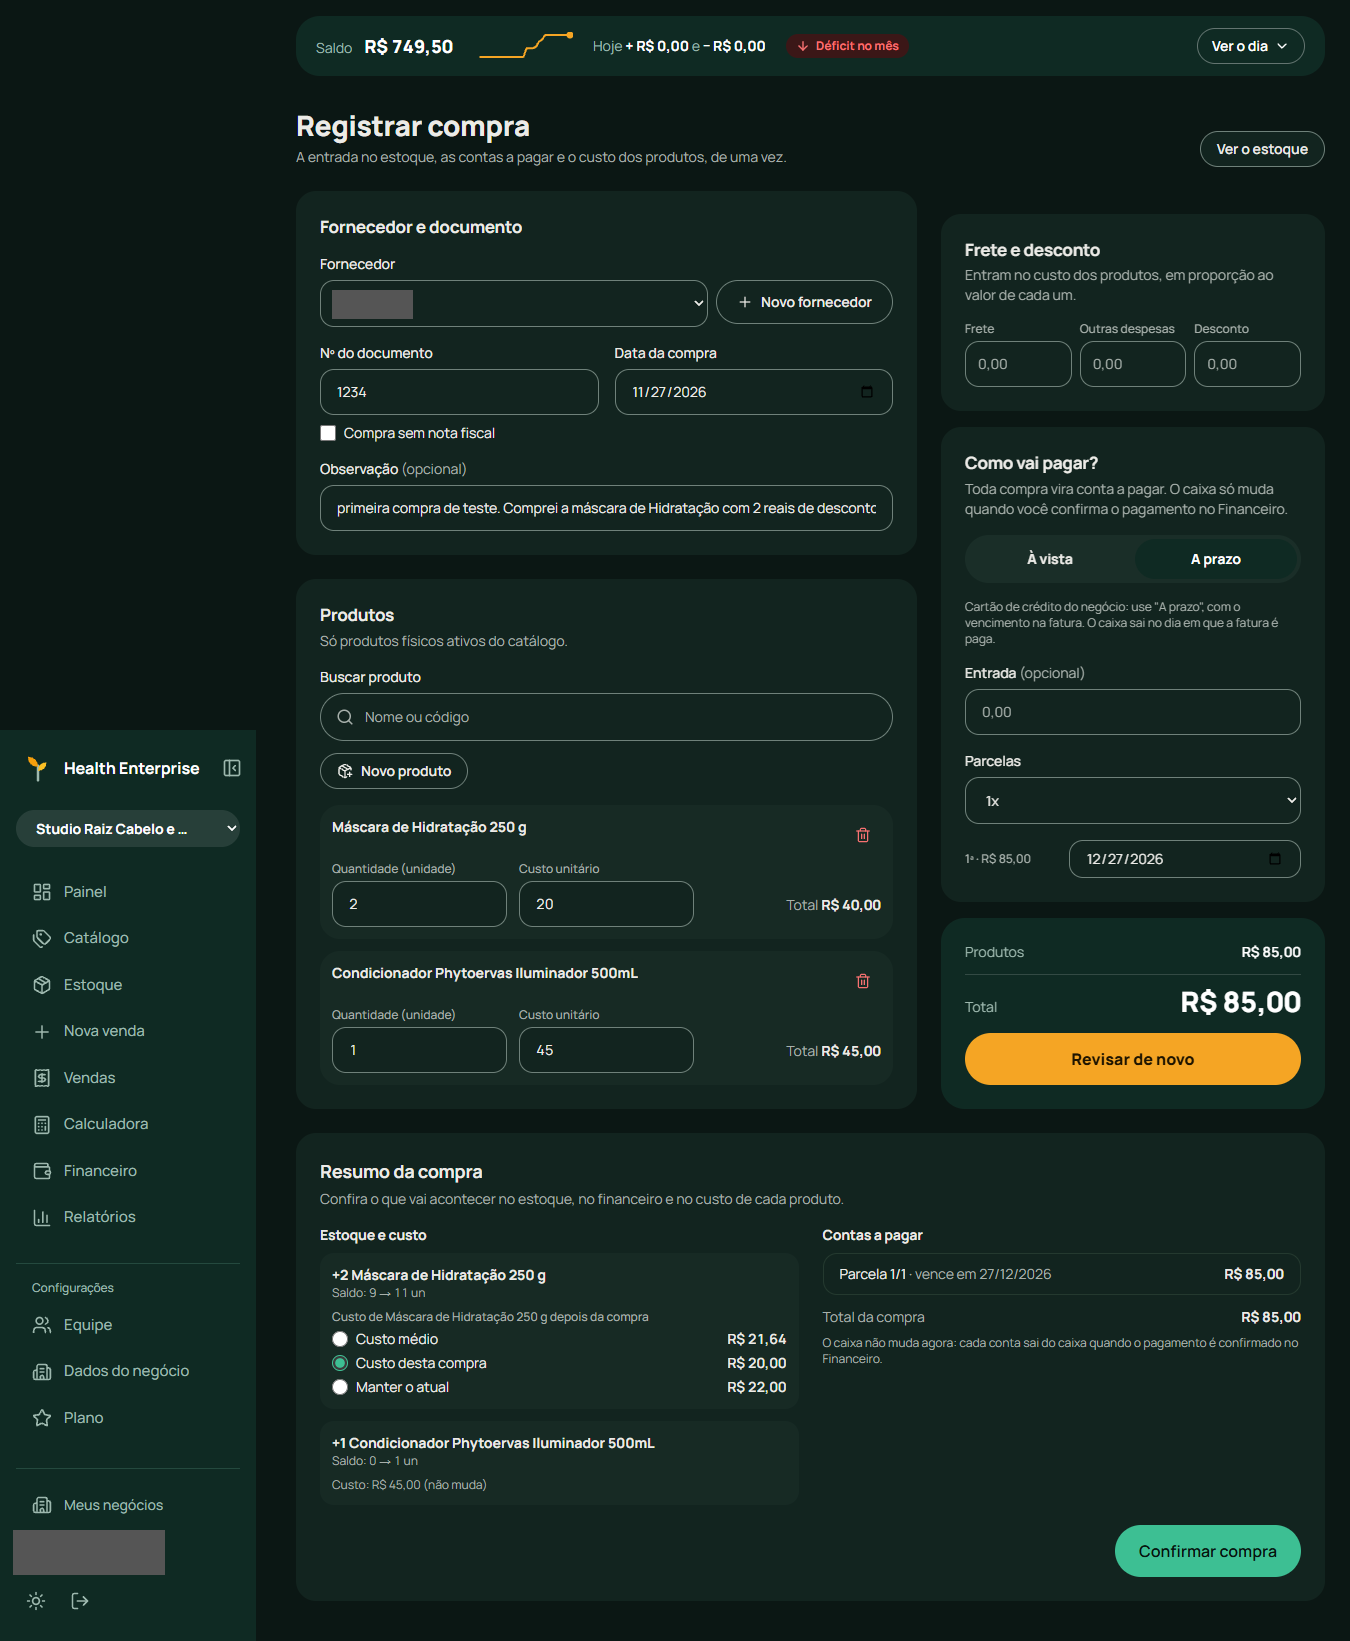 Saldo R$ 749,50
Hoje + R$ 0,00 e − R$ 0,00
Déficit no mês
Ver o dia
Registrar compra
A entrada no estoque, as contas a pagar e o custo dos produtos, de uma vez.
Ver o estoque
Fornecedor e documento
Fornecedor
Novo fornecedor
Nº do documento
Data da compra
1234
11/27/2026
Compra sem nota fiscal
Observação (opcional)
primeira compra de teste. Comprei a máscara de Hidratação com 2 reais de desconto
Produtos
Só produtos físicos ativos do catálogo.
Buscar produto
Nome ou código
Novo produto
Máscara de Hidratação 250 g
Quantidade (unidade)
Custo unitário
2
20
Total R$ 40,00
Condicionador Phytoervas Iluminador 500mL
Quantidade (unidade)
Custo unitário
1
45
Total R$ 45,00
Frete e desconto
Entram no custo dos produtos, em proporção ao
valor de cada um.
Frete
Outras despesas
Desconto
0,00
0,00
0,00
Como vai pagar?
Toda compra vira conta a pagar. O caixa só muda
quando você confirma o pagamento no Financeiro.
À vista
A prazo
Cartão de crédito do negócio: use "A prazo", com o
vencimento na fatura. O caixa sai no dia em que a fatura é
paga.
Entrada (opcional)
0,00
Parcelas
1x
1ª · R$ 85,00
12/27/2026
Produtos
R$ 85,00
Total
R$ 85,00
Revisar de novo
Resumo da compra
Confira o que vai acontecer no estoque, no financeiro e no custo de cada produto.
Estoque e custo
+2 Máscara de Hidratação 250 g
Saldo: 9 → 11 un
Custo de Máscara de Hidratação 250 g depois da compra
Custo médio
R$ 21,64
Custo desta compra
R$ 20,00
Manter o atual
R$ 22,00
+1 Condicionador Phytoervas Iluminador 500mL
Saldo: 0 → 1 un
Custo: R$ 45,00 (não muda)
Contas a pagar
Parcela 1/1 · vence em 27/12/2026
R$ 85,00
Total da compra
R$ 85,00
O caixa não muda agora: cada conta sai do caixa quando o pagamento é confirmado no
Financeiro.
Confirmar compra
Health Enterprise
Studio Raiz Cabelo e ...
Painel
Catálogo
Estoque
Nova venda
Vendas
Calculadora
Financeiro
Relatórios
Configurações
Equipe
Dados do negócio
Plano
Meus negócios